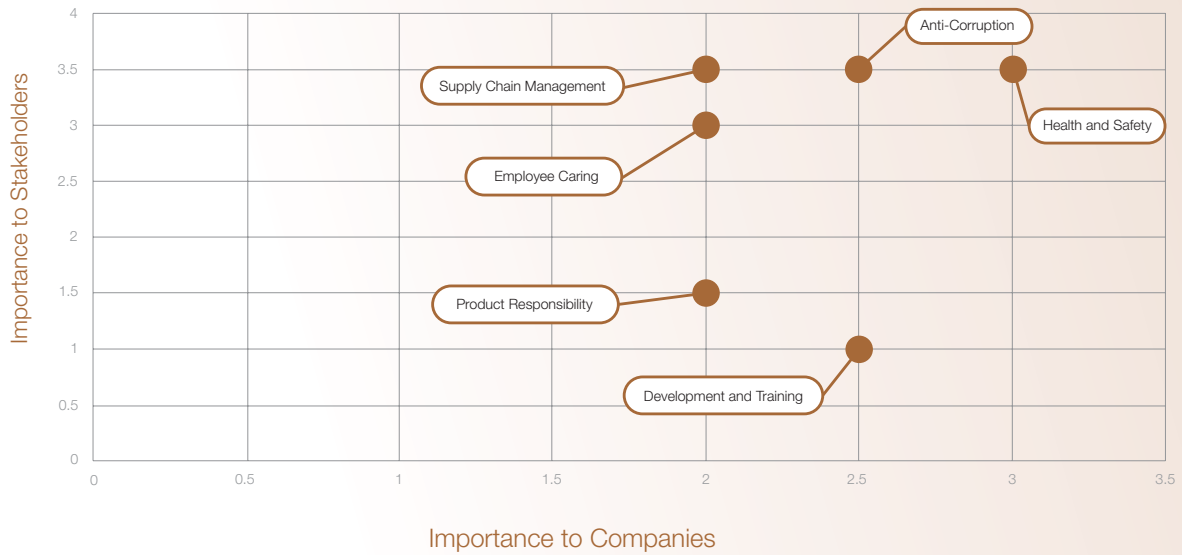 Importance to Stakeholders
4
3.5
3
2.5
2
1.5
1
0.5
0
Anti-Corruption
Supply Chain Management
Health and Safety
Employee Caring
Product Responsibility
Development and Training
0
0.5
1
1.5
2
2.5
3
3.5
Importance to Companies